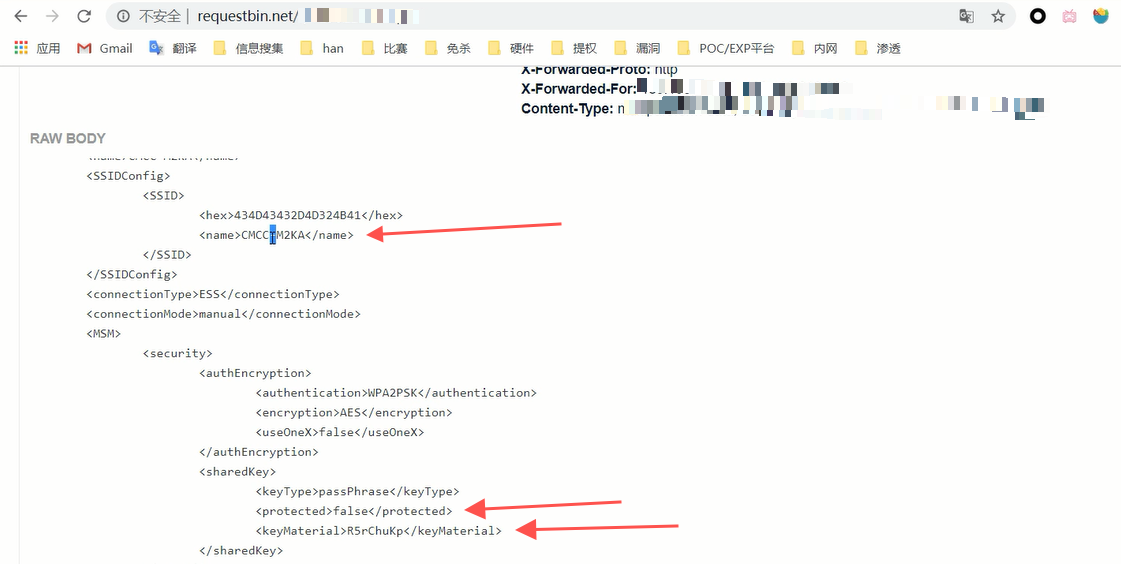 不安全 | requestbin.net/
应用 Gmail 翻译 信息搜集 han 比赛 免杀 硬件 提权 漏洞 POC/EXP平台 内网 渗透
X-Forwarded-Proto: http
X-Forwarded-For:
Content-Type:
RAW BODY
<SSIDConfig>
<SSID>
<hex>434D43432D4D324B41</hex>
<name>CMCC-M2KA</name>
</SSID>
</SSIDConfig>
<connectionType>ESS</connectionType>
<connectionMode>manual</connectionMode>
<MSM>
<security>
<authEncryption>
<authentication>WPA2PSK</authentication>
<encryption>AES</encryption>
<useOneX>false</useOneX>
</authEncryption>
<sharedKey>
<keyType>passPhrase</keyType>
<protected>false</protected>
<keyMaterial>R5rChuKp</keyMaterial>
</sharedKey>